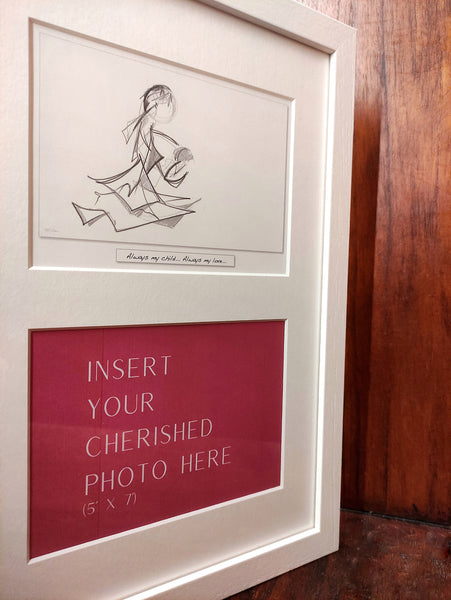 Always my child... Always my love...
INSERT
YOUR
CHERISHED
PHOTO HERE
(5' X 7')